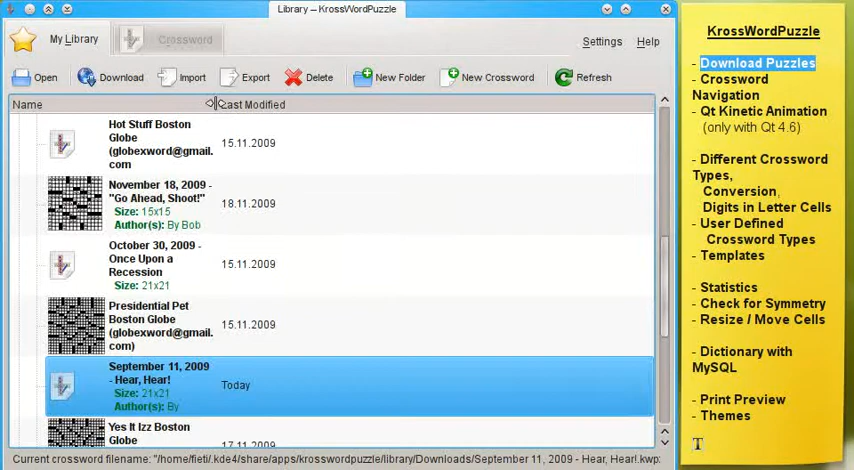 Library – KrossWordPuzzle
My Library
Crossword
Settings Help
Open Download Import Export Delete New Folder New Crossword Refresh
Name Last Modified
Hot Stuff Boston
Globe
(globexword@gmail.
com
15.11.2009
November 18, 2009 -
"Go Ahead, Shoot!"
Size: 15x15
Author(s): By Bob
18.11.2009
October 30, 2009 -
Once Upon a
Recession
Size: 21x21
15.11.2009
Presidential Pet
Boston Globe
(globexword@gmail.
com)
15.11.2009
September 11, 2009
- Hear, Hear!
Size: 21x21
Author(s): By
Today
Yes It Izz Boston
Globe
17.11.2009
Current crossword filename: "/home/fieti/.kde4/share/apps/krosswordpuzzle/library/Downloads/September 11, 2009 - Hear, Hear!.kwp:
KrossWordPuzzle
- Download Puzzles
- Crossword
Navigation
- Qt Kinetic Animation
(only with Qt 4.6)
- Different Crossword
Types,
Conversion,
Digits in Letter Cells
- User Defined
Crossword Types
- Templates
- Statistics
- Check for Symmetry
- Resize / Move Cells
- Dictionary with
MySQL
- Print Preview
- Themes